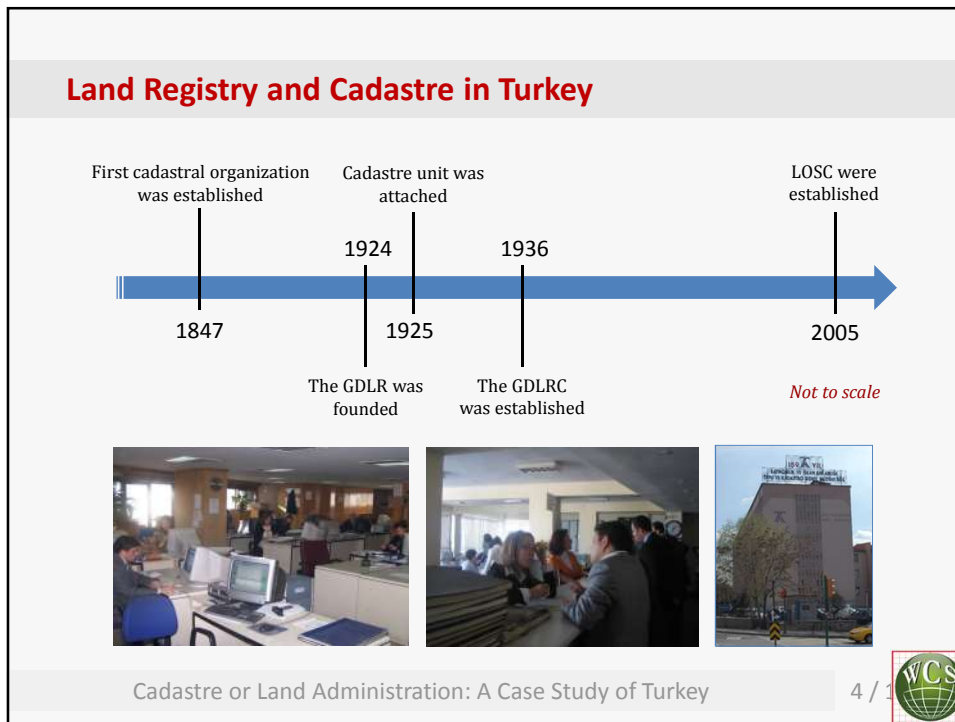 Land Registry and Cadastre in Turkey
First cadastral organization
was established
Cadastre unit was
attached
LOSC were
established
1924
1936
1847
1925
2005
The GDLR was
founded
The GDLRC
was established
Not to scale
Cadastre or Land Administration: A Case Study of Turkey
4 / 1
WCS